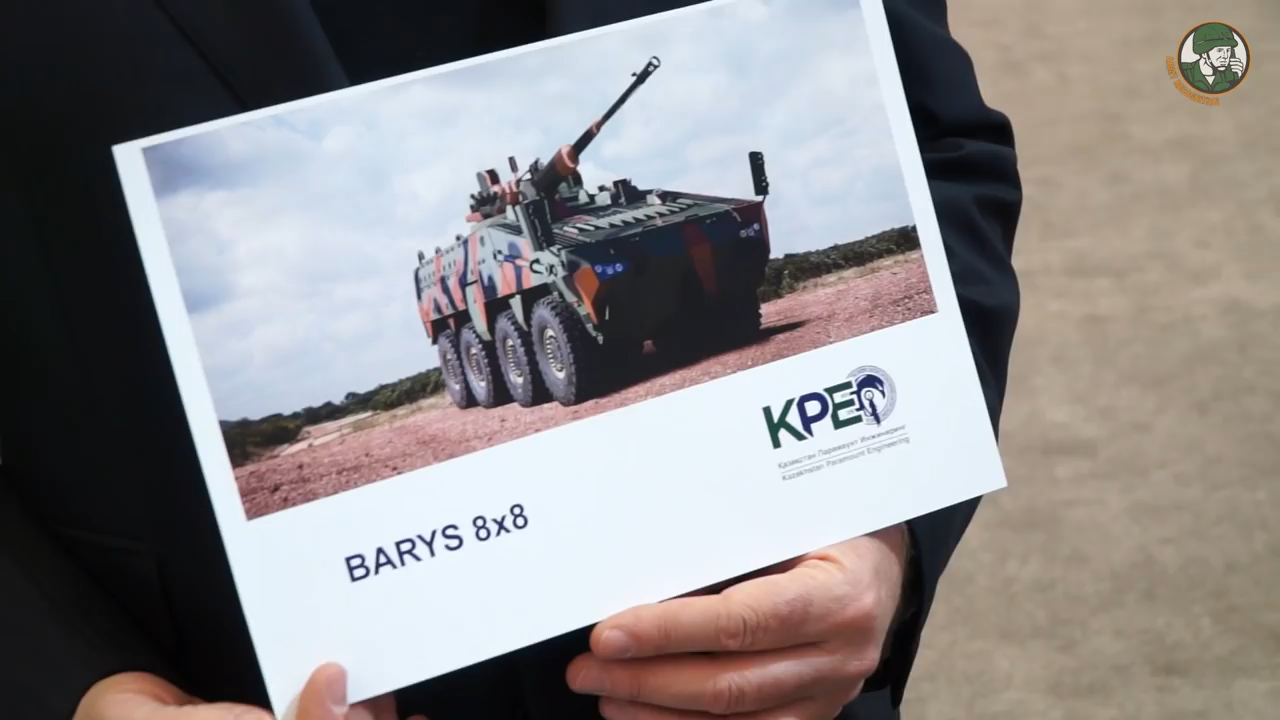 KPE
Қазақстан Парамаунт Инжиниринг
Kazakhstan Paramount Engineering
BARYS 8x8